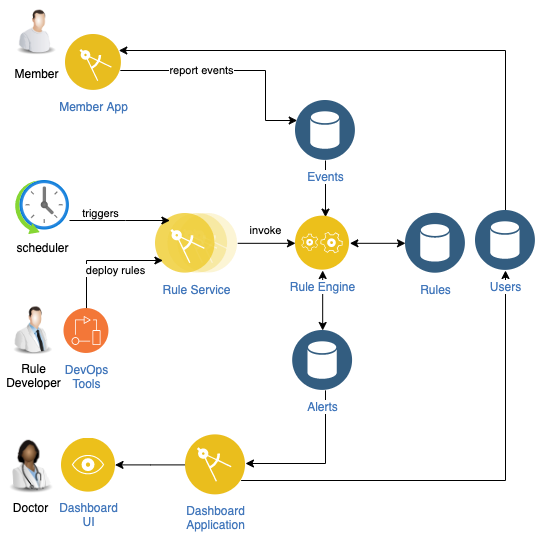 Member
Member App
report events
Events
scheduler
triggers
deploy rules
Rule Service
invoke
Rule Engine
Rules
Users
Rule
Developer
DevOps
Tools
Alerts
Doctor
Dashboard
UI
Dashboard
Application